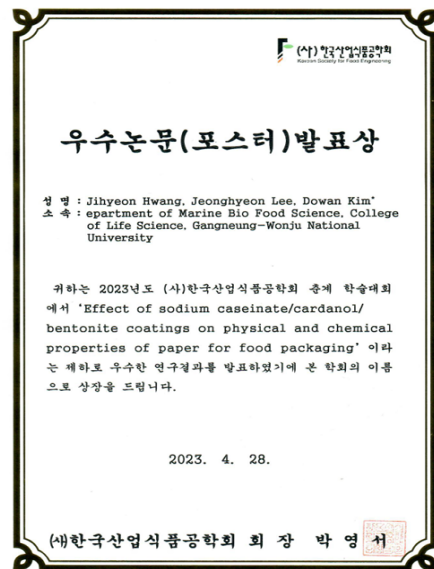 (사)한국산업식품공학회
Korean Society for Food Engineering
우수논문(포스터)발표상
성 명 : Jihyeon Hwang, Jeonghyeon Lee, Dowan Kim*
소 속 : epartment of Marine Bio Food Science, College
of Life Science, Gangneung-Wonju National
University
귀하는 2023년도 (사)한국산업식품공학회 춘계 학술대회
에서 'Effect of sodium caseinate/cardanol/
bentonite coatings on physical and chemical
properties of paper for food packaging' 이라
는 제하로 우수한 연구결과를 발표하였기에 본 학회의 이름
으로 상장을 드립니다.
2023. 4. 28.
(사)한국산업식품공학회 회 장 박 영 서